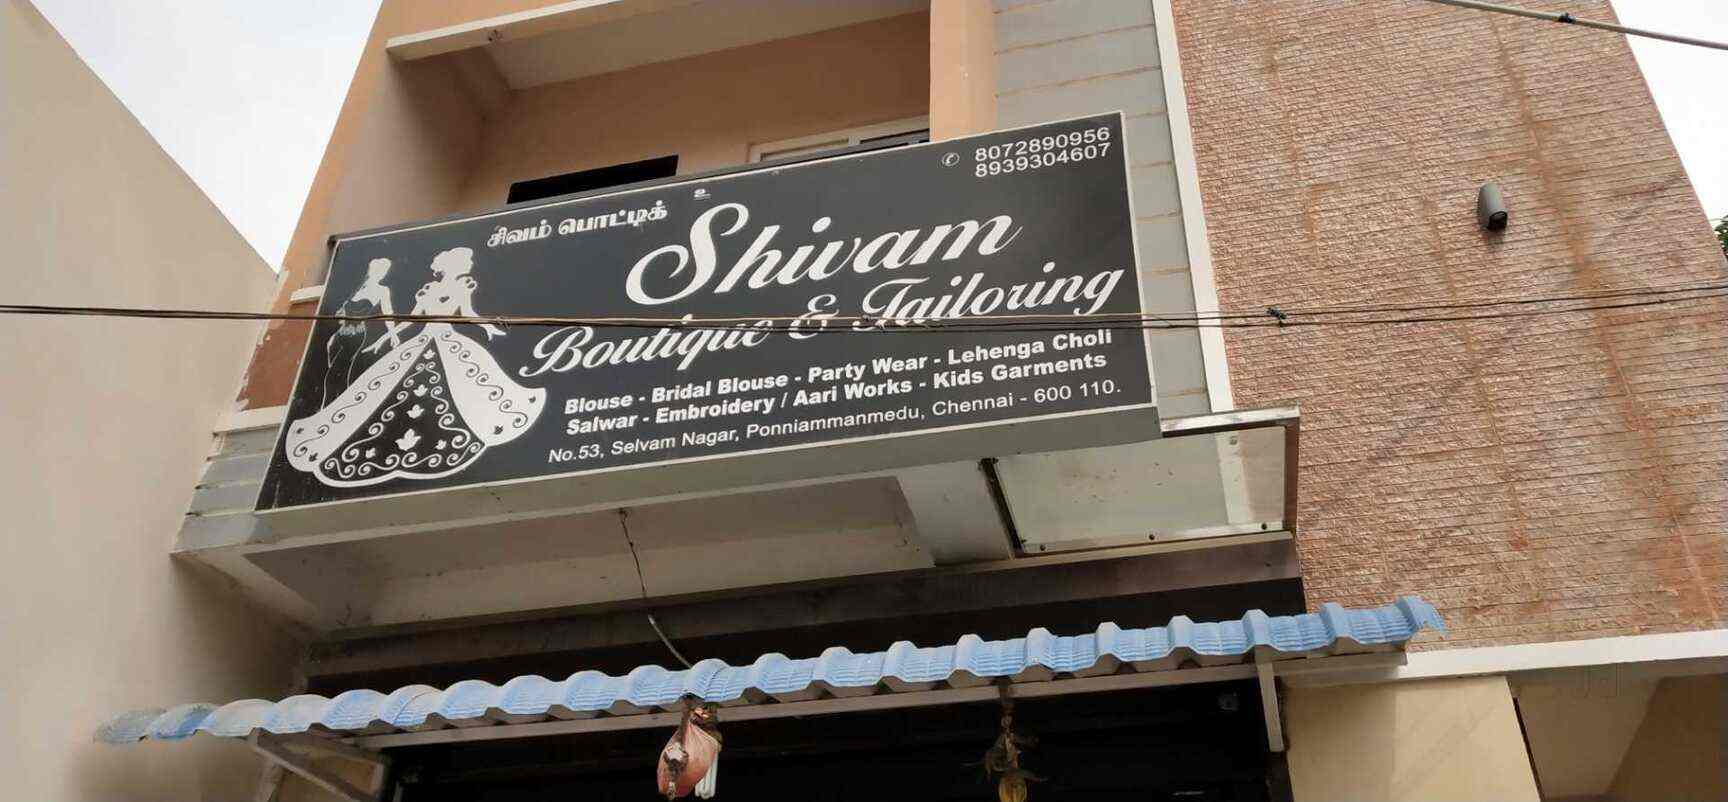 உ
சிவம் பொட்டிக்
✆ 8072890956
8939304607
Shivam
Boutique & Tailoring
Blouse - Bridal Blouse - Party Wear - Lehenga Choli
Salwar - Embroidery / Aari Works - Kids Garments
No.53, Selvam Nagar, Ponniammanmedu, Chennai - 600 110.